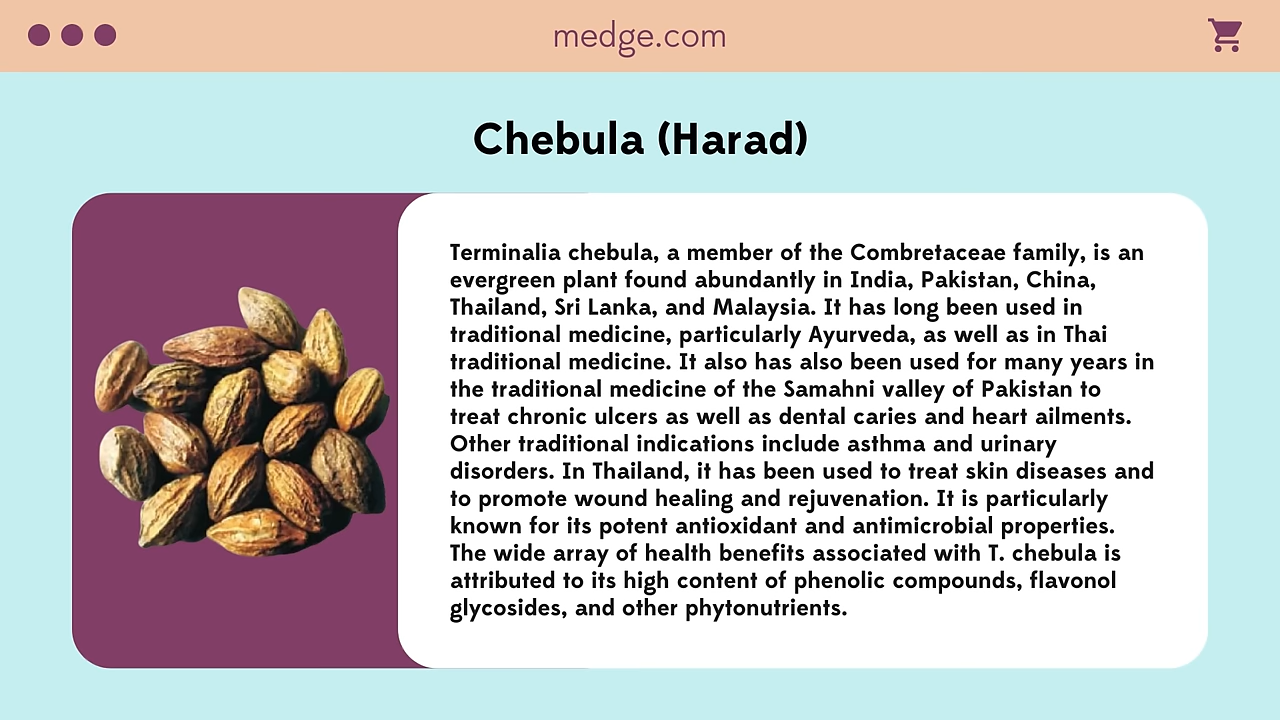 medge.com
Chebula (Harad)
Terminalia chebula, a member of the Combretaceae family, is an
evergreen plant found abundantly in India, Pakistan, China,
Thailand, Sri Lanka, and Malaysia. It has long been used in
traditional medicine, particularly Ayurveda, as well as in Thai
traditional medicine. It also has also been used for many years in
the traditional medicine of the Samahni valley of Pakistan to
treat chronic ulcers as well as dental caries and heart ailments.
Other traditional indications include asthma and urinary
disorders. In Thailand, it has been used to treat skin diseases and
to promote wound healing and rejuvenation. It is particularly
known for its potent antioxidant and antimicrobial properties.
The wide array of health benefits associated with T. chebula is
attributed to its high content of phenolic compounds, flavonol
glycosides, and other phytonutrients.